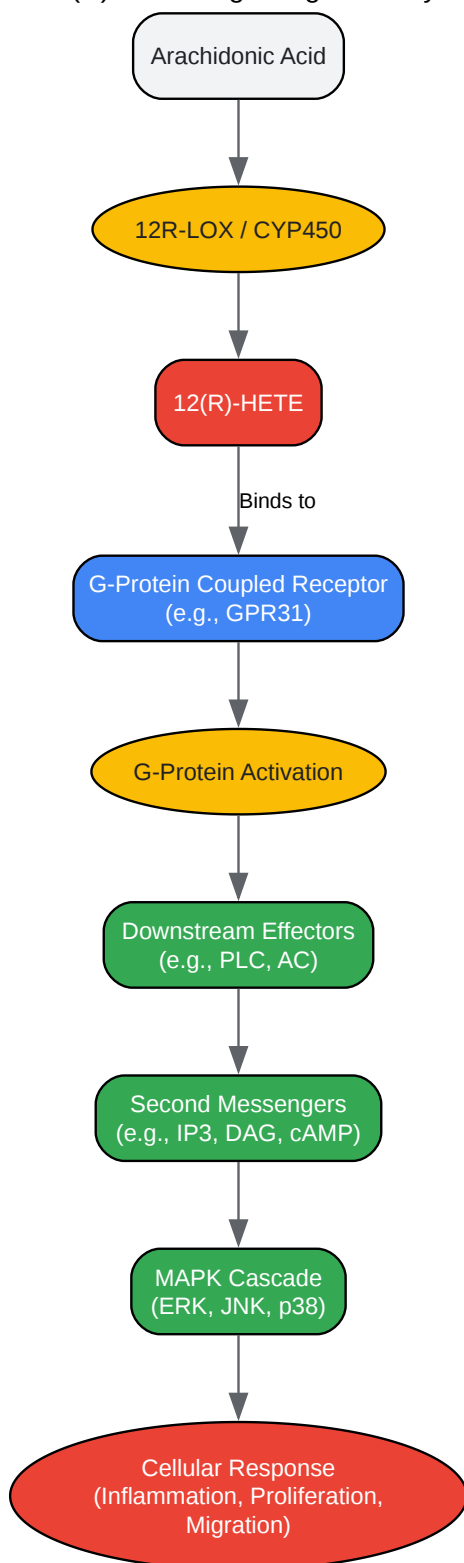 Arachidonic Acid
12R-LOX / CYP450
12(R)-HETE
Binds to
G-Protein Coupled Receptor
(e.g., GPR31)
G-Protein Activation
Downstream Effectors
(e.g., PLC, AC)
Second Messengers
(e.g., IP3, DAG, cAMP)
MAPK Cascade
(ERK, JNK, p38)
Cellular Response
(Inflammation, Proliferation,
Migration)